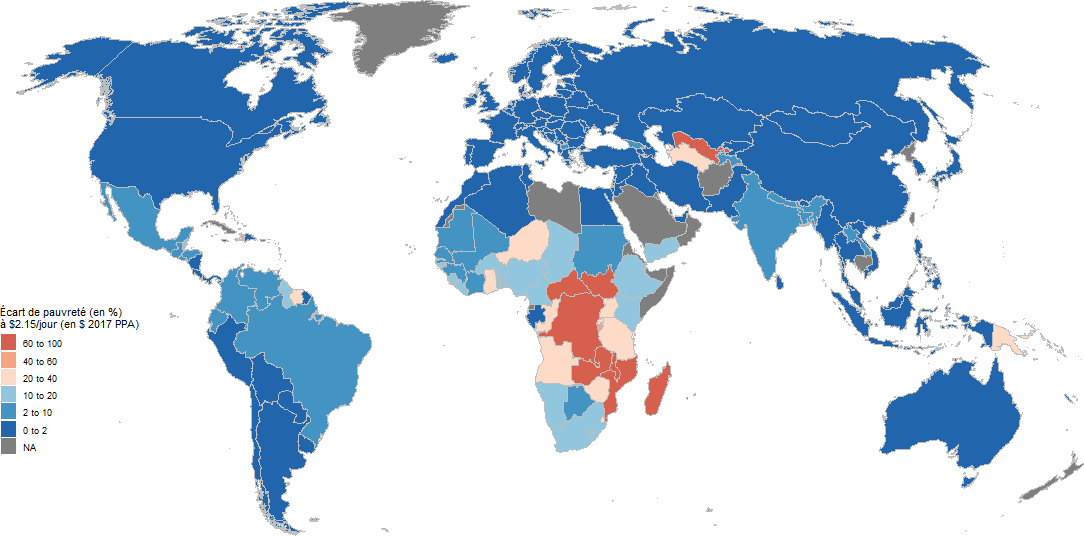 Écart de pauvreté (en %)
à $2.15/jour (en $ 2017 PPA)
60 to 100
40 to 60
20 to 40
10 to 20
2 to 10
0 to 2
NA